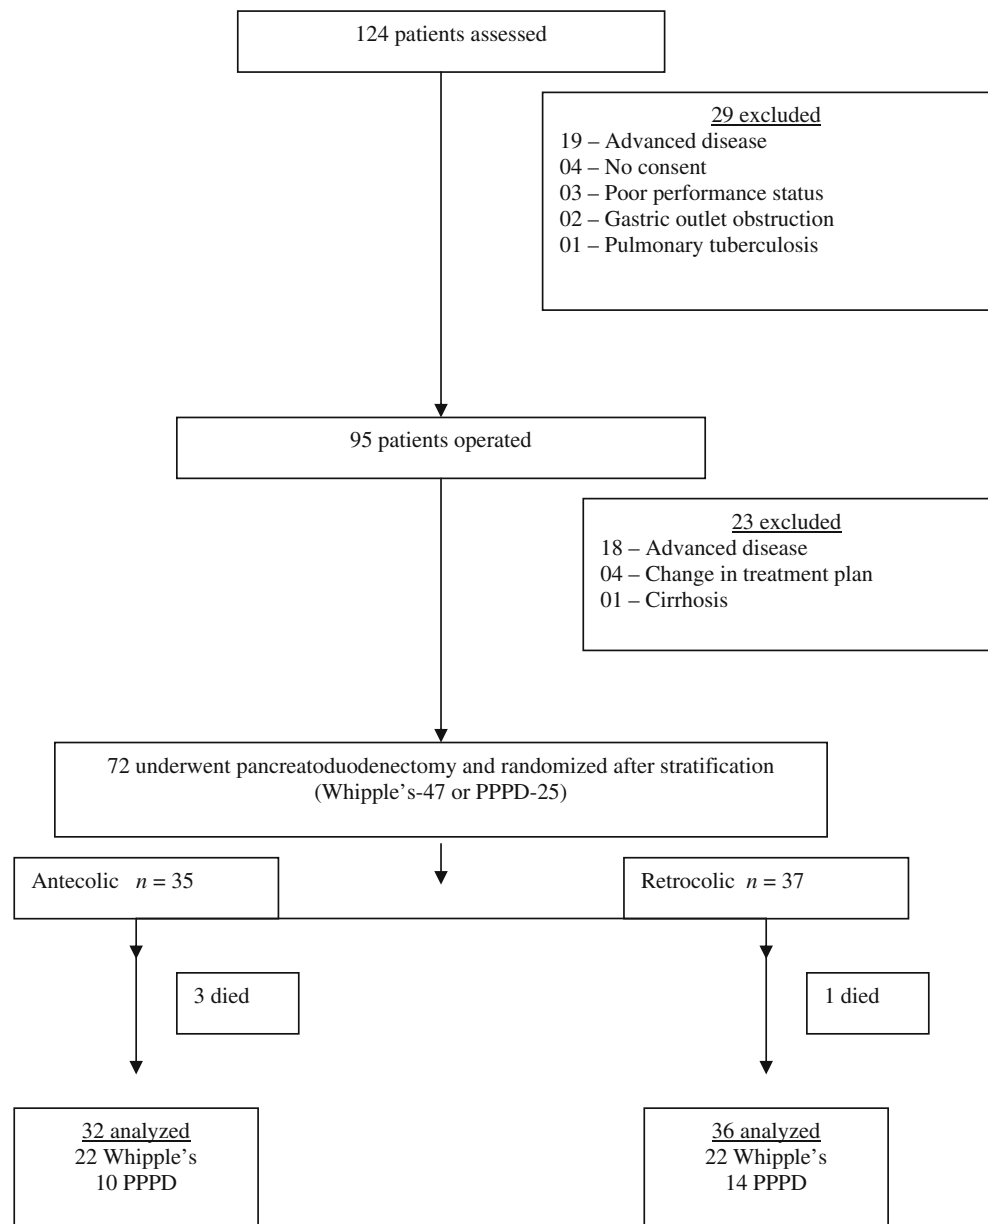 124 patients assessed
29 excluded
19 – Advanced disease
04 – No consent
03 – Poor performance status
02 – Gastric outlet obstruction
01 – Pulmonary tuberculosis
95 patients operated
23 excluded
18 – Advanced disease
04 – Change in treatment plan
01 – Cirrhosis
72 underwent pancreatoduodenectomy and randomized after stratification
(Whipple’s-47 or PPPD-25)
Antecolic n = 35
Retrocolic n = 37
3 died
1 died
32 analyzed
22 Whipple’s
10 PPPD
36 analyzed
22 Whipple’s
14 PPPD